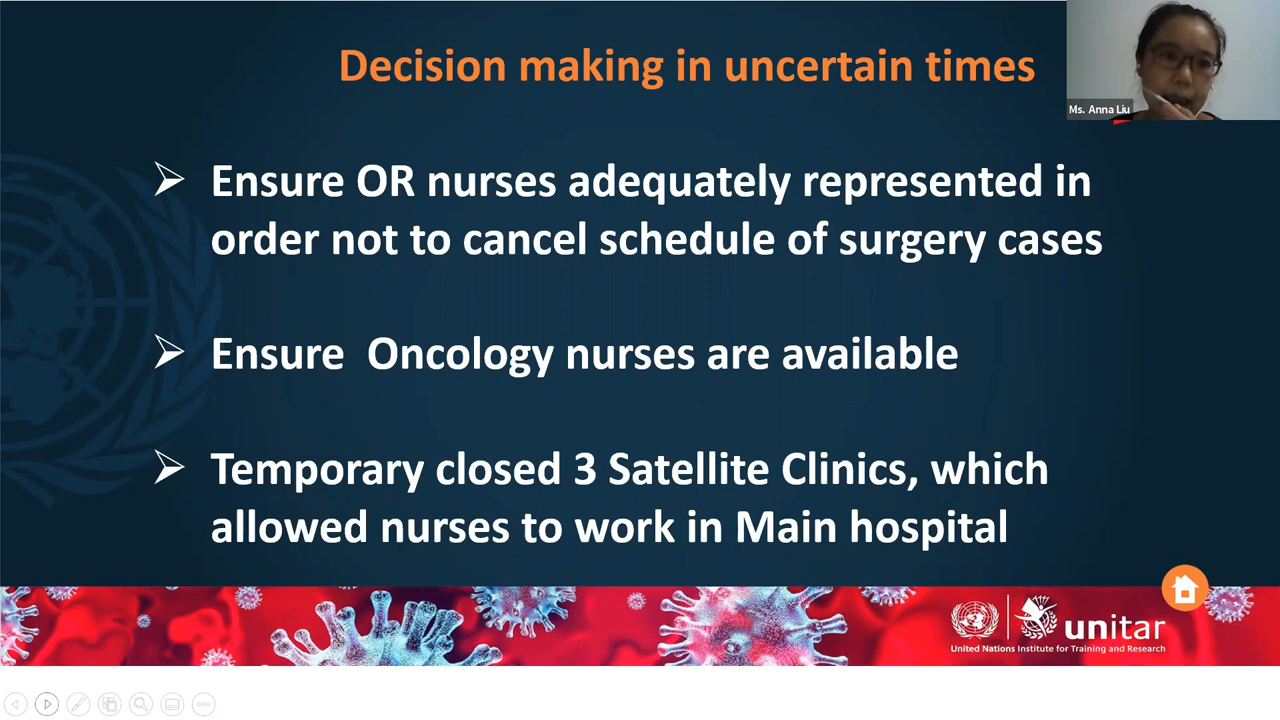 Decision making in uncertain times
Ms. Anna Liu
➢ Ensure OR nurses adequately represented in
order not to cancel schedule of surgery cases
➢ Ensure  Oncology nurses are available
➢ Temporary closed 3 Satellite Clinics, which
allowed nurses to work in Main hospital
unitar
United Nations Institute for Training and Research